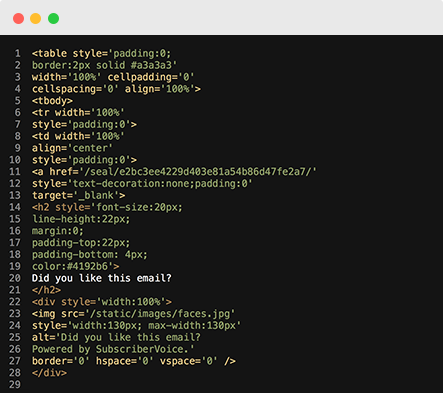 1 <table style='padding:0;
2 border:2px solid #a3a3a3'
3 width='100%' cellpadding='0'
4 cellspacing='0' align='100%'>
5 <tbody>
6 <tr width='100%'
7 style='padding:0'>
8 <td width='100%'
9 align='center'
10 style='padding:0'>
11 <a href='/seal/e2bc3ee4229d403e81a54b86d47fe2a7/'
12 style='text-decoration:none;padding:0'
13 target='_blank'>
14 <h2 style='font-size:20px;
15 line-height:22px;
16 margin:0;
17 padding-top:22px;
18 padding-bottom: 4px;
19 color:#4192b6'>
20 Did you like this email?
21 </h2>
22 <div style='width:100%'>
23 <img src='/static/images/faces.jpg'
24 style='width:130px; max-width:130px'
25 alt='Did you like this email?
26 Powered by SubscriberVoice.'
27 border='0' hspace='0' vspace='0' />
28 </div>
29